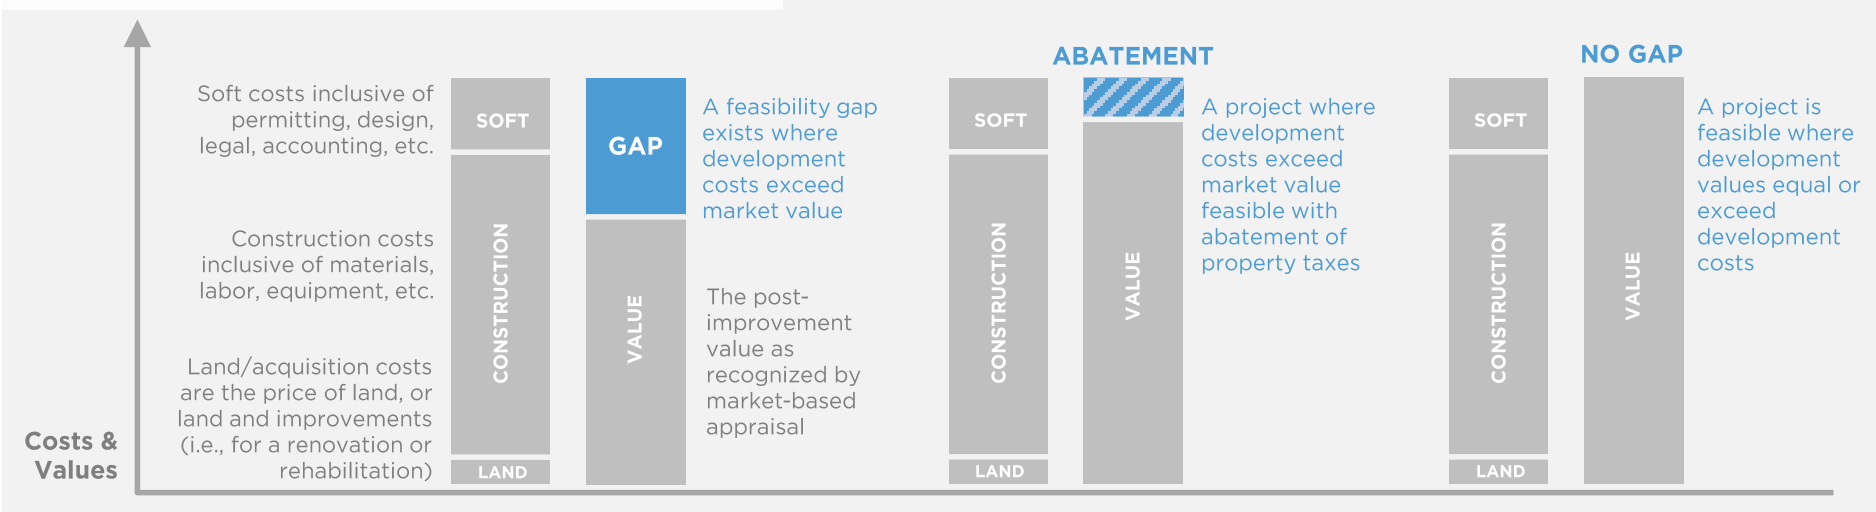 Costs &
Values
Soft costs inclusive of
permitting, design,
legal, accounting, etc.
Construction costs
inclusive of materials,
labor, equipment, etc.
Land/acquisition costs
are the price of land, or
land and improvements
(i.e., for a renovation or
rehabilitation)
SOFT
CONSTRUCTION
LAND
GAP
VALUE
A feasibility gap
exists where
development
costs exceed
market value
The post-
improvement
value as
recognized by
market-based
appraisal
SOFT
CONSTRUCTION
LAND
ABATEMENT
VALUE
A project where
development
costs exceed
market value
feasible with
abatement of
property taxes
SOFT
CONSTRUCTION
LAND
NO GAP
VALUE
A project is
feasible where
development
values equal or
exceed
development
costs